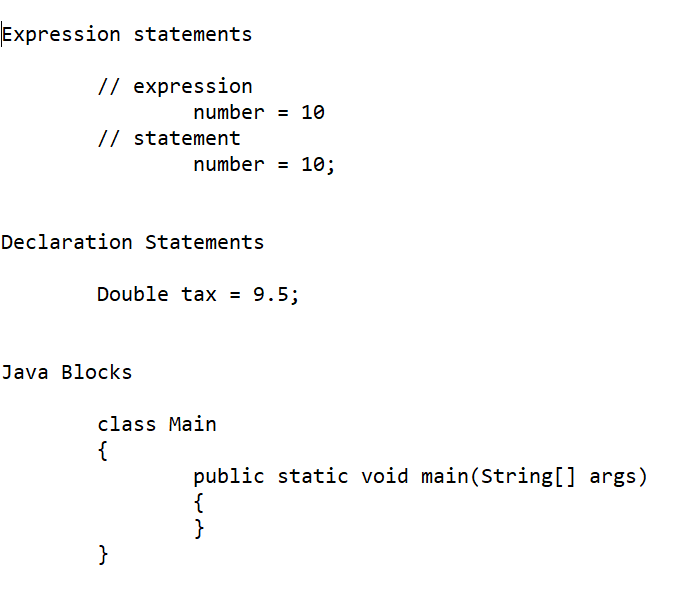 Expression statements
// expression
number = 10
// statement
number = 10;
Declaration Statements
Double tax = 9.5;
Java Blocks
class Main
{
public static void main(String[] args)
{
}
}